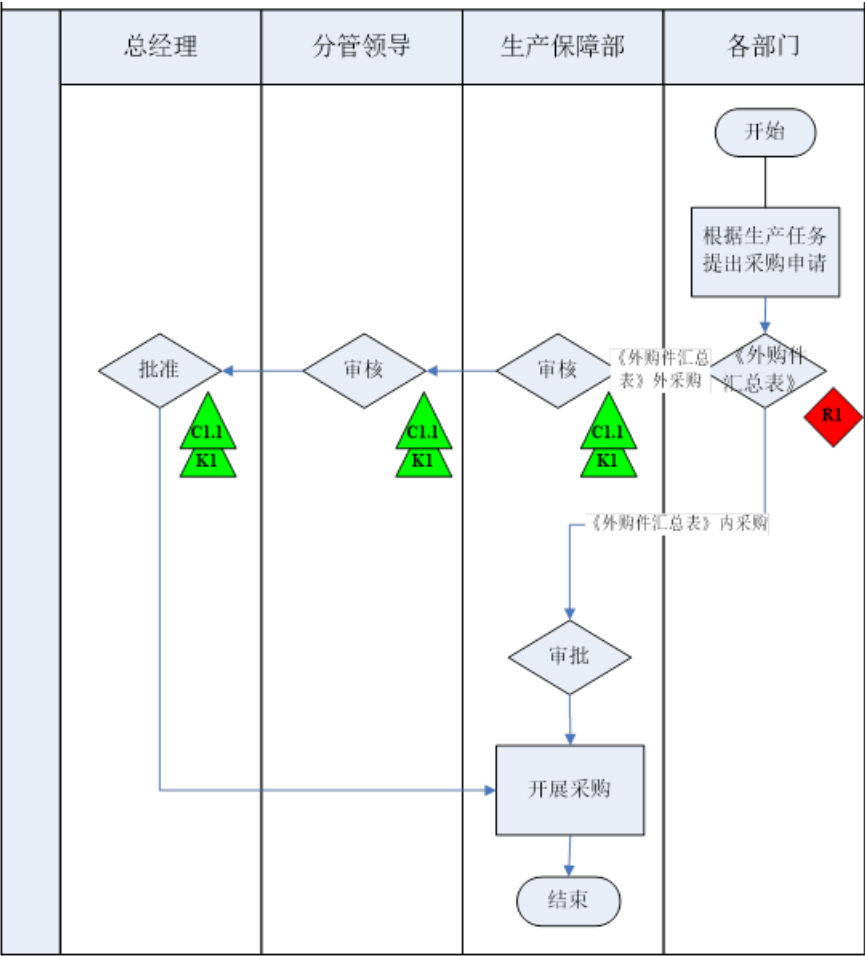 总经理
分管领导
生产保障部
各部门
开始
根据生产任务
提出采购申请
批准
审核
审核
《外购件汇总
表》外采购
《外购件
汇总表》
C1.1
K1
C1.1
K1
C1.1
K1
R1
《外购件汇总表》内采购
审批
开展采购
结束